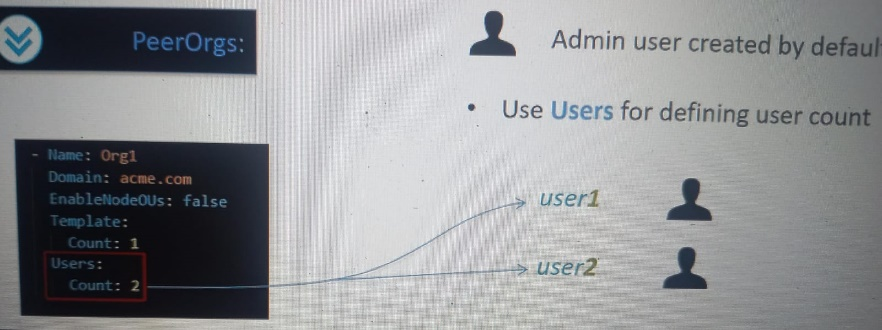 PeerOrgs:
Admin user created by defaul
• Use Users for defining user count
- Name: Org1
Domain: acme.com
EnableNodeOUs: false
Template:
Count: 1
Users:
Count: 2
user1
user2